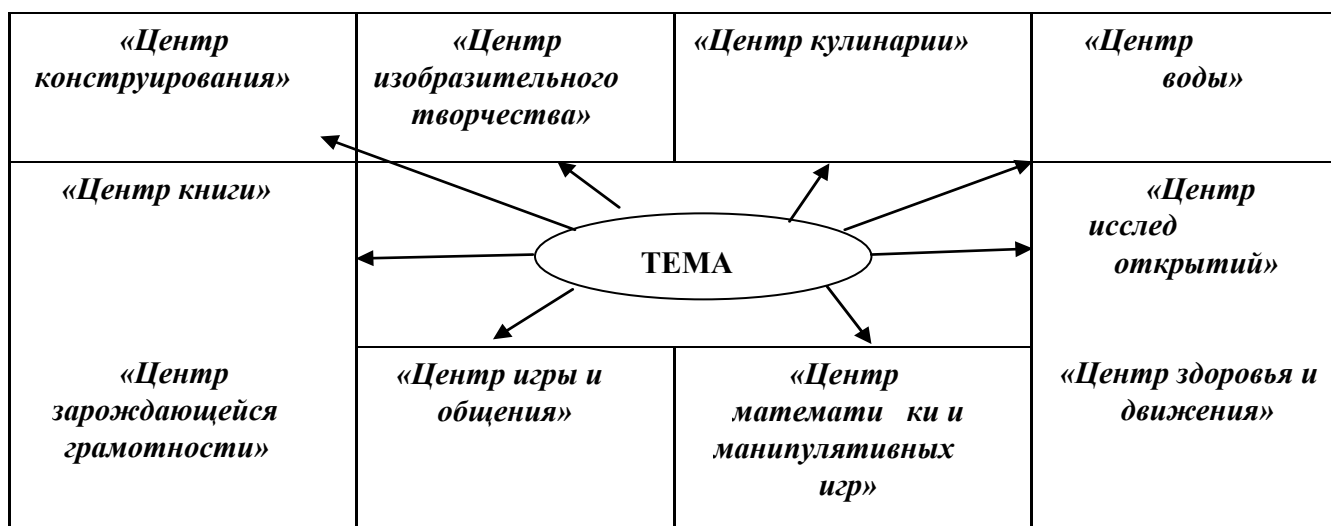 «Центр
конструирования»
«Центр
изобразительного
творчества»
«Центр кулинарии»
«Центр
воды»
«Центр книги»
ТЕМА
«Центр
исслед
открытий»
«Центр
зарождающейся
грамотности»
«Центр игры и
общения»
«Центр
математи ки и
манипулятивных
игр»
«Центр здоровья и
движения»